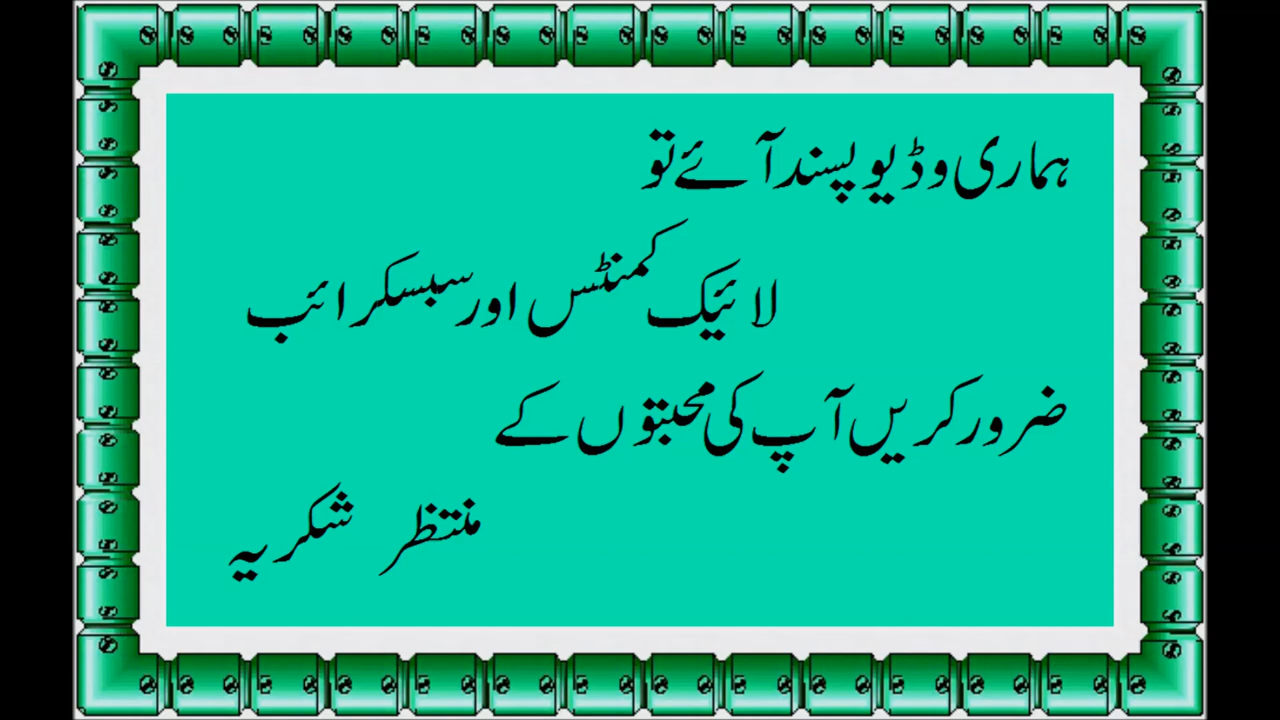 ہماری وڈیو پسند آئے تو
لائیک کمنٹس اور سبسکرائب
ضرور کریں آپ کی محبتوں کے
منتظر شکریہ